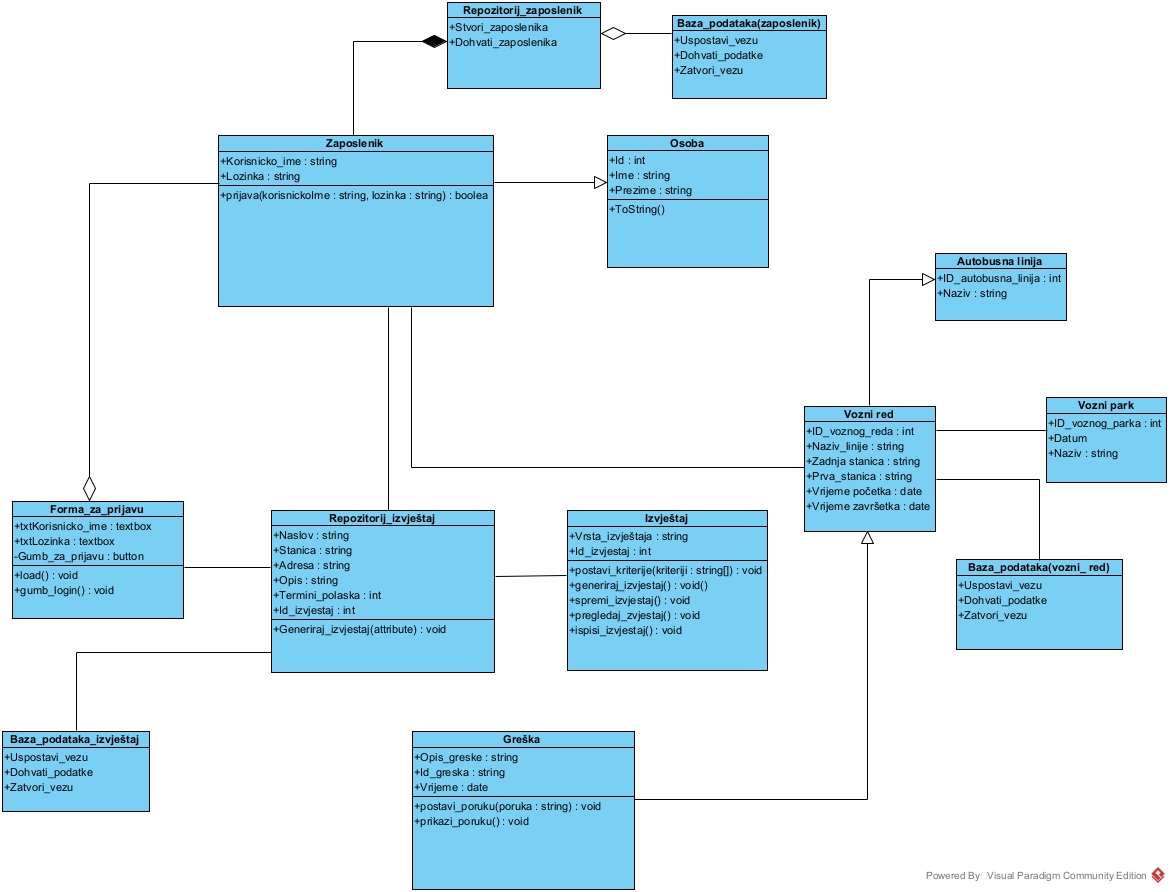 Repozitorij_zaposlenik
+Stvori_zaposlenika
+Dohvati_zaposlenika
Baza_podataka(zaposlenik)
+Uspostavi_vezu
+Dohvati_podatke
+Zatvori_vezu
Zaposlenik
+Korisnicko_ime : string
+Lozinka : string
+prijava(korisnickoIme : string, lozinka : string) : boolea
Osoba
+Id : int
+Ime : string
+Prezime : string
+ToString()
Autobusna linija
+ID_autobusna_linija : int
+Naziv : string
Vozni red
+ID_voznog_reda : int
+Naziv_linije : string
+Zadnja stanica : string
+Prva_stanica : string
+Vrijeme početka : date
+Vrijeme završetka : date
Vozni park
+ID_voznog_parka : int
+Datum
+Naziv : string
Forma_za_prijavu
+txtKorisnicko_ime : textbox
+txtLozinka : textbox
-Gumb_za_prijavu : button
+load() : void
+gumb_login() : void
Repozitorij_izvještaj
+Naslov : string
+Stanica : string
+Adresa : string
+Opis : string
+Termini_polaska : int
+Id_izvjestaj : int
+Generiraj_izvjestaj(attribute) : void
Izvještaj
+Vrsta_izvještaja : string
+Id_izvjestaj : int
+postavi_kriterije(kriteriji : string[]) : void
+generiraj_izvjestaj() : void()
+spremi_izvjestaj() : void
+pregledaj_zvjestaj() : void
+ispisi_izvjestaj() : void
Baza_podataka(vozni_ red)
+Uspostavi_vezu
+Dohvati_podatke
+Zatvori_vezu
Baza_podataka_izvještaj
+Uspostavi_vezu
+Dohvati_podatke
+Zatvori_vezu
Greška
+Opis_greske : string
+Id_greska : string
+Vrijeme : date
+postavi_poruku(poruka : string) : void
+prikazi_poruku() : void
Powered By Visual Paradigm Community Edition